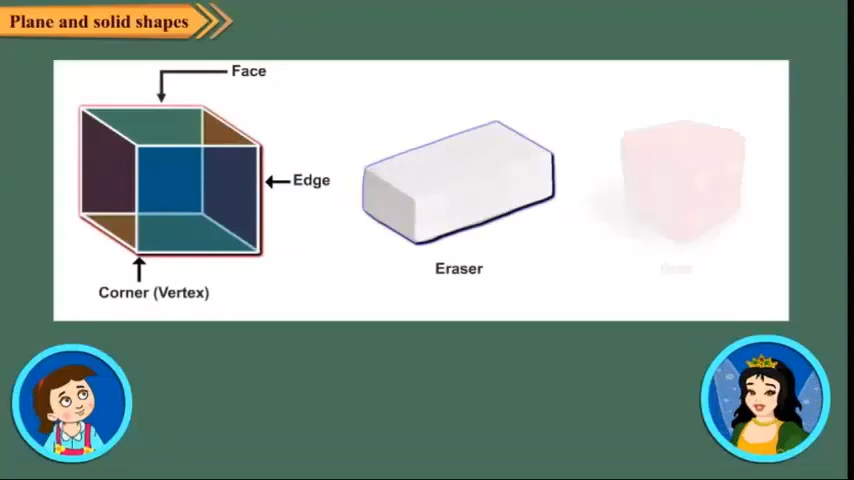 Plane and solid shapes
Face
Edge
Corner (Vertex)
Eraser